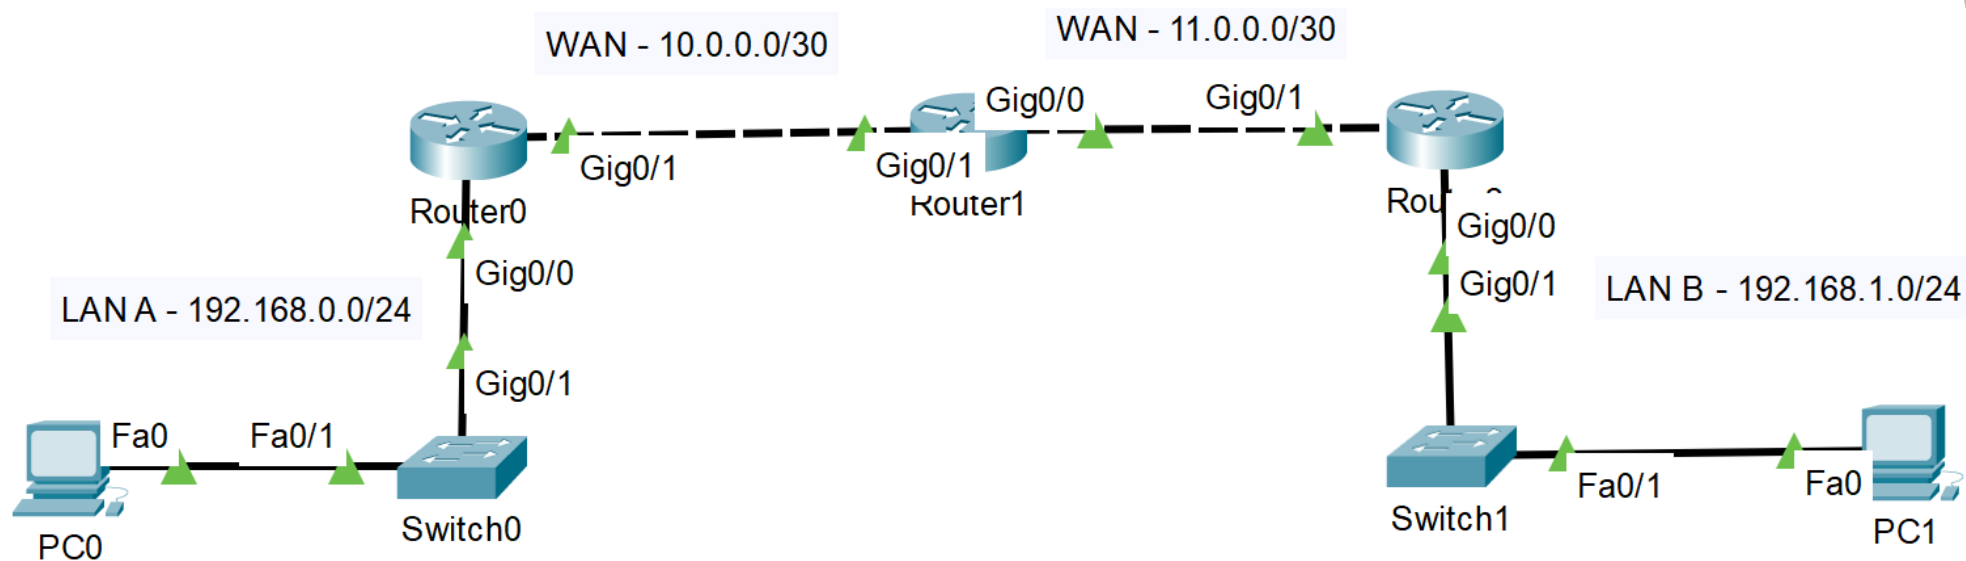 WAN - 10.0.0.0/30
WAN - 11.0.0.0/30
Gig0/0
Gig0/1
Gig0/1
Gig0/1
Router0
Router1
Gig0/0
Gig0/0
Gig0/1
LAN A - 192.168.0.0/24
LAN B - 192.168.1.0/24
Gig0/1
Fa0
Fa0/1
Fa0/1
Fa0
Switch0
Switch1
PC0
PC1